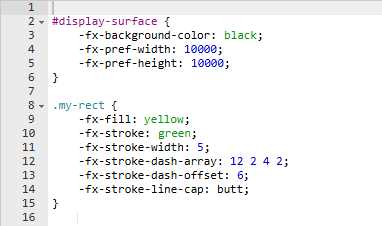 1
2 #display-surface {
3     -fx-background-color: black;
4     -fx-pref-width: 10000;
5     -fx-pref-height: 10000;
6 }
7
8 .my-rect {
9     -fx-fill: yellow;
10     -fx-stroke: green;
11     -fx-stroke-width: 5;
12     -fx-stroke-dash-array: 12 2 4 2;
13     -fx-stroke-dash-offset: 6;
14     -fx-stroke-line-cap: butt;
15 }
16